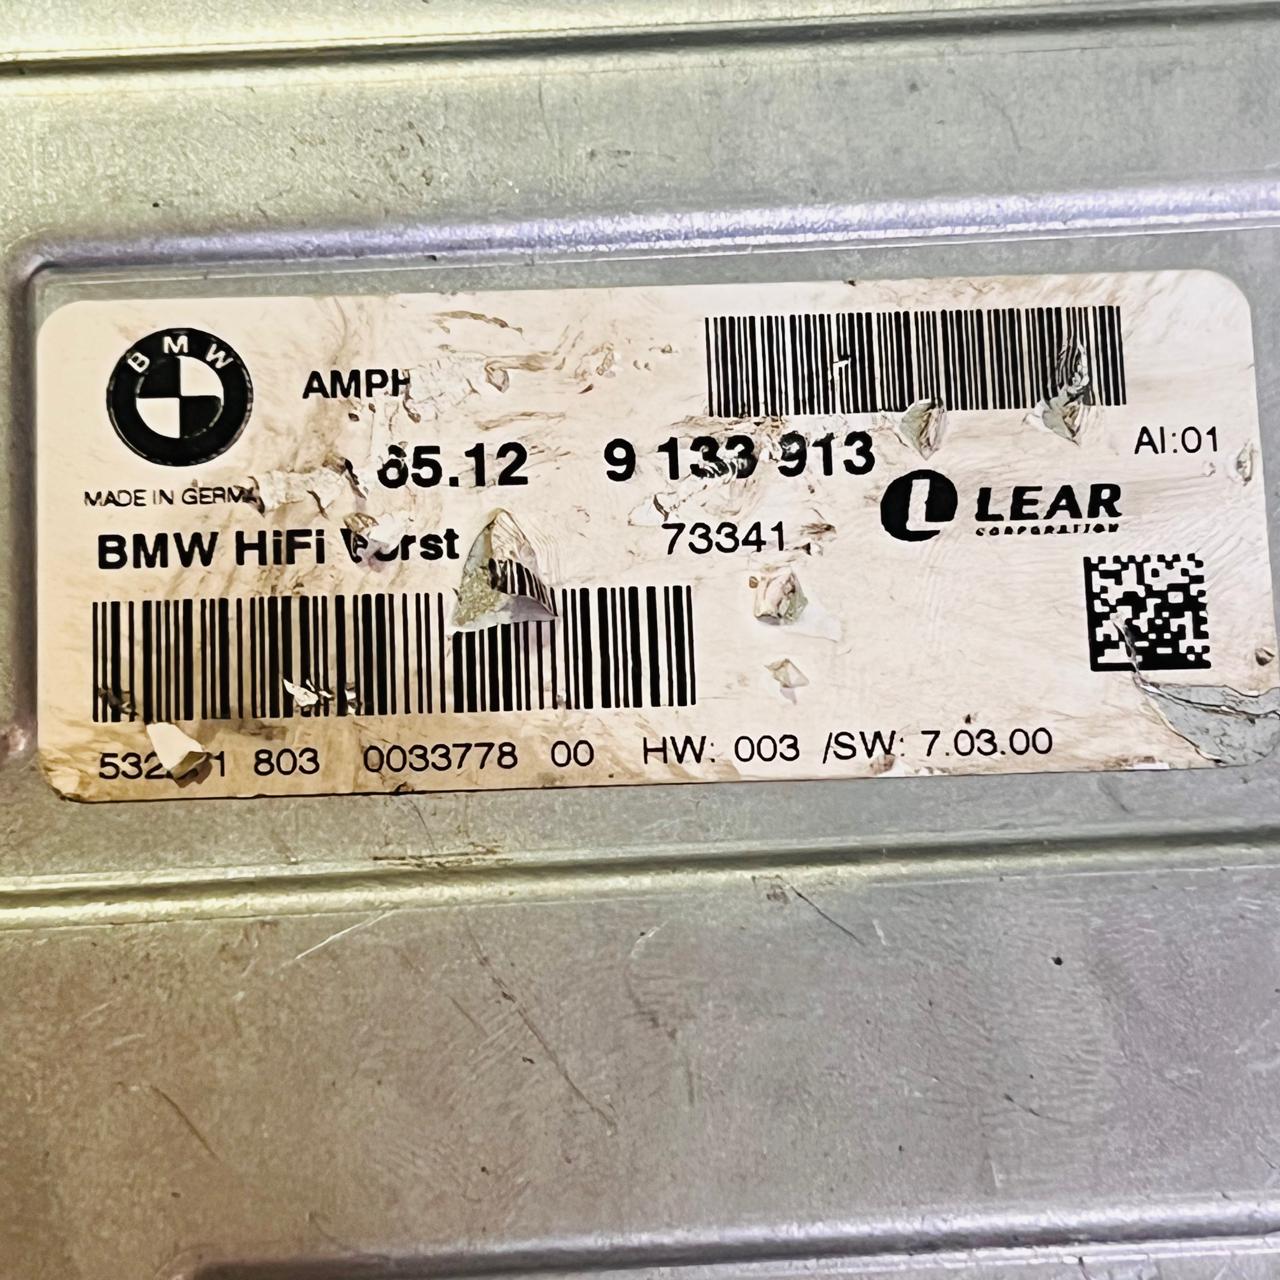 BMW
AMPH
65.12 9 133 913
AI:01
MADE IN GERMA
LEAR
CORPORATION
BMW HiFi 73341
803 0033778 00 HW: 003 /SW: 7.03.00